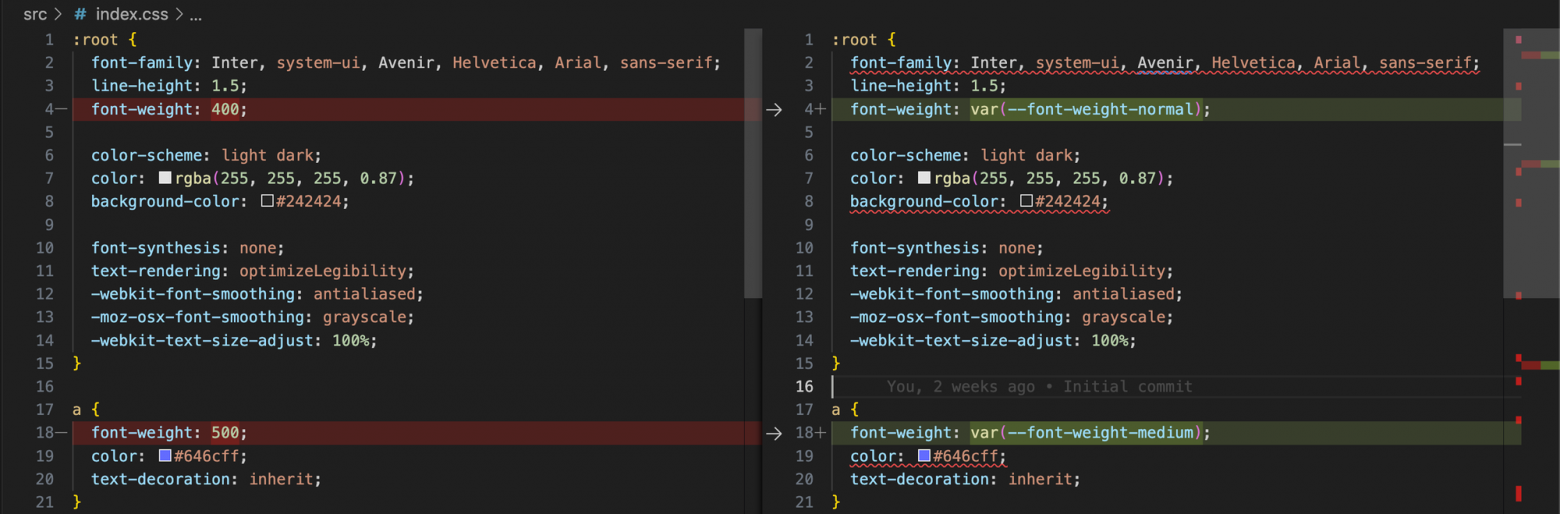 src > # index.css > ...
1 :root {
2 font-family: Inter, system-ui, Avenir, Helvetica, Arial, sans-serif;
3 line-height: 1.5;
4— font-weight: 400;
5
6 color-scheme: light dark;
7 color: rgba(255, 255, 255, 0.87);
8 background-color: #242424;
9
10 font-synthesis: none;
11 text-rendering: optimizeLegibility;
12 -webkit-font-smoothing: antialiased;
13 -moz-osx-font-smoothing: grayscale;
14 -webkit-text-size-adjust: 100%;
15 }
16
17 a {
18— font-weight: 500;
19 color: #646cff;
20 text-decoration: inherit;
21 }
1 :root {
2 font-family: Inter, system-ui, Avenir, Helvetica, Arial, sans-serif;
3 line-height: 1.5;
→ 4+ font-weight: var(--font-weight-normal);
5
6 color-scheme: light dark;
7 color: rgba(255, 255, 255, 0.87);
8 background-color: #242424;
9
10 font-synthesis: none;
11 text-rendering: optimizeLegibility;
12 -webkit-font-smoothing: antialiased;
13 -moz-osx-font-smoothing: grayscale;
14 -webkit-text-size-adjust: 100%;
15 }
16 You, 2 weeks ago • Initial commit
17 a {
→ 18+ font-weight: var(--font-weight-medium);
19 color: #646cff;
20 text-decoration: inherit;
21 }